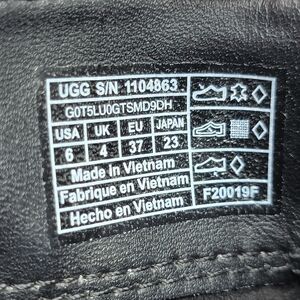 UGG S/N 1104863
G0T5LU0GTSMD9DH
USA UK EU JAPAN
6 4 37 23
Made in Vietnam
Fabrique en Vietnam
Hecho en Vietnam
F20019F